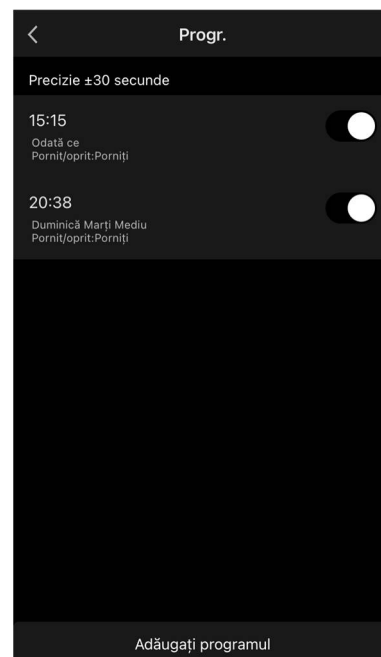 Progr.
Precizie ±30 secunde
15:15
Odată ce
Pornit/oprit:Porniți
20:38
Duminică Marți Mediu
Pornit/oprit:Porniți
Adăugați programul